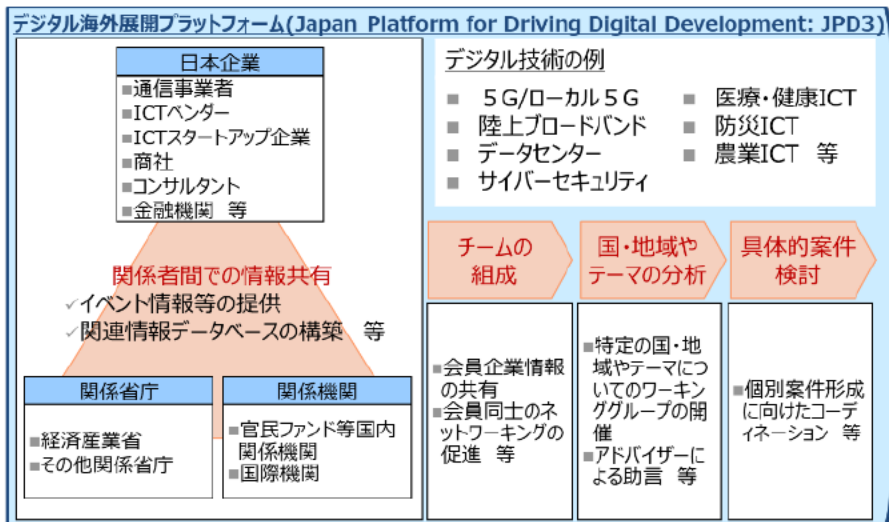 デジタル海外展開プラットフォーム(Japan Platform for Driving Digital Development: JPD3)
日本企業
■通信事業者
■ICTベンダー
■ICTスタートアップ企業
■商社
■コンサルタント
■金融機関　等
関係者間での情報共有
✓イベント情報等の提供
✓関連情報データベースの構築　等
関係省庁
■経済産業省
■その他関係省庁
関係機関
■官民ファンド等国内
関係機関
■国際機関
デジタル技術の例
■ 5G/ローカル5G
■ 陸上ブロードバンド
■ データセンター
■ サイバーセキュリティ
■ 医療・健康ICT
■ 防災ICT
■ 農業ICT　等
チームの
組成
■会員企業情報
の共有
■会員同士のネ
ットワーキングの
促進　等
国・地域や
テーマの分析
■特定の国・地
域やテーマにつ
いてのワーキン
ググループの開
催
■アドバイザーに
よる助言　等
具体的案件
検討
■個別案件形成
に向けたコーデ
ィネーション　等